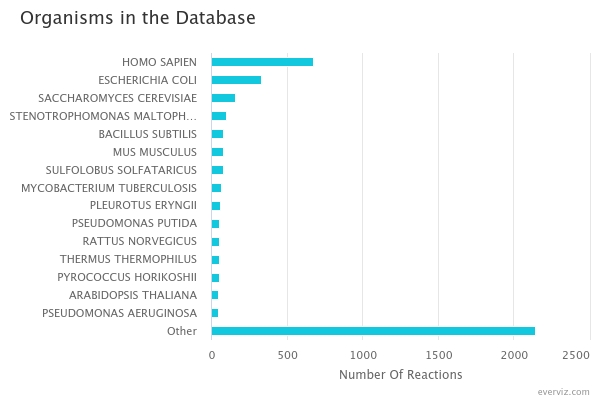 Organisms in the Database
HOMO SAPIEN
ESCHERICHIA COLI
SACCHAROMYCES CEREVISIAE
STENOTROPHOMONAS MALTOPH…
BACILLUS SUBTILIS
MUS MUSCULUS
SULFOLOBUS SOLFATARICUS
MYCOBACTERIUM TUBERCULOSIS
PLEUROTUS ERYNGII
PSEUDOMONAS PUTIDA
RATTUS NORVEGICUS
THERMUS THERMOPHILUS
PYROCOCCUS HORIKOSHII
ARABIDOPSIS THALIANA
PSEUDOMONAS AERUGINOSA
Other
0 500 1000 1500 2000 2500
Number Of Reactions
everviz.com